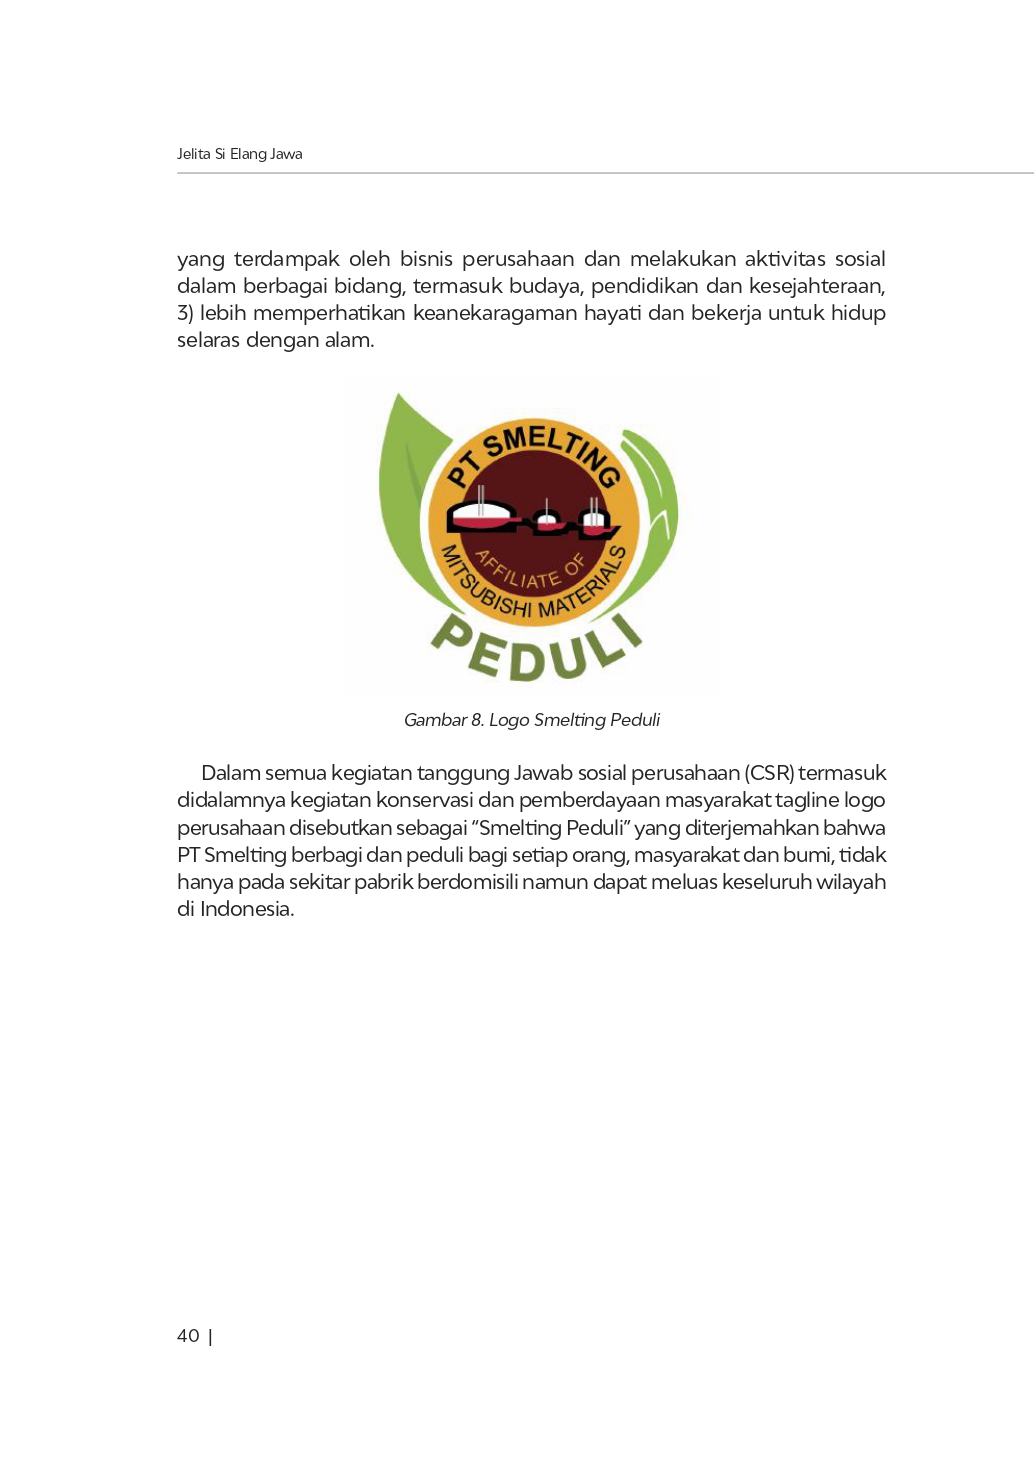 Jelita Si Elang Jawa
yang terdampak oleh bisnis perusahaan dan melakukan aktivitas sosial
dalam berbagai bidang, termasuk budaya, pendidikan dan kesejahteraan,
3) lebih memperhatikan keanekaragaman hayati dan bekerja untuk hidup
selaras dengan alam.
PT SMELTING
AFFILIATE OF
MITSUBISHI MATERIALS
PEDULI
Gambar 8. Logo Smelting Peduli
Dalam semua kegiatan tanggung Jawab sosial perusahaan (CSR) termasuk
didalamnya kegiatan konservasi dan pemberdayaan masyarakat tagline logo
perusahaan disebutkan sebagai “Smelting Peduli” yang diterjemahkan bahwa
PT Smelting berbagi dan peduli bagi setiap orang, masyarakat dan bumi, tidak
hanya pada sekitar pabrik berdomisili namun dapat meluas keseluruh wilayah
di Indonesia.
40 |